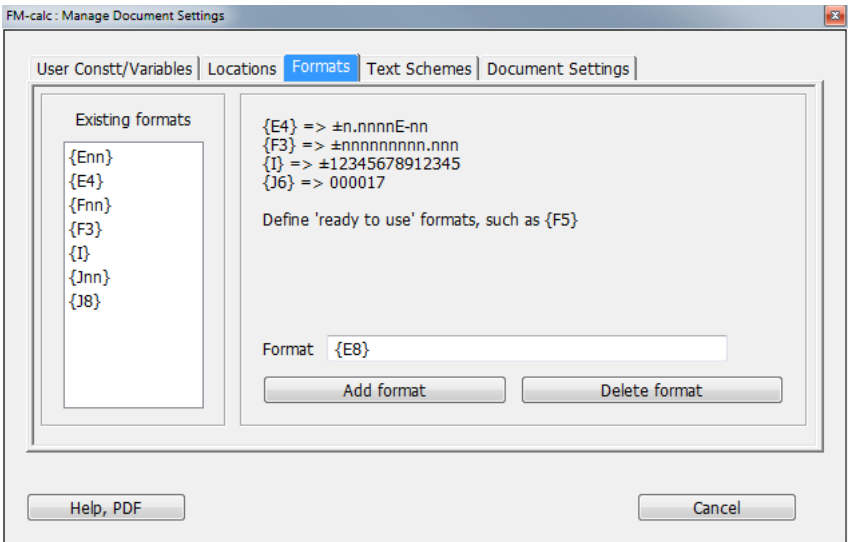 FM-calc : Manage Document Settings
User Constt/Variables
Locations
Formats
Text Schemes
Document Settings
Existing formats
{Enn}
{E4}
{Fnn}
{F3}
{I}
{Jnn}
{J8}
{E4} => ±n.nnnnE-nn
{F3} => ±nnnnnnnnn.nnn
{I} => ±12345678912345
{J6} => 000017
Define 'ready to use' formats, such as {F5}
Format {E8}
Add format
Delete format
Help, PDF
Cancel